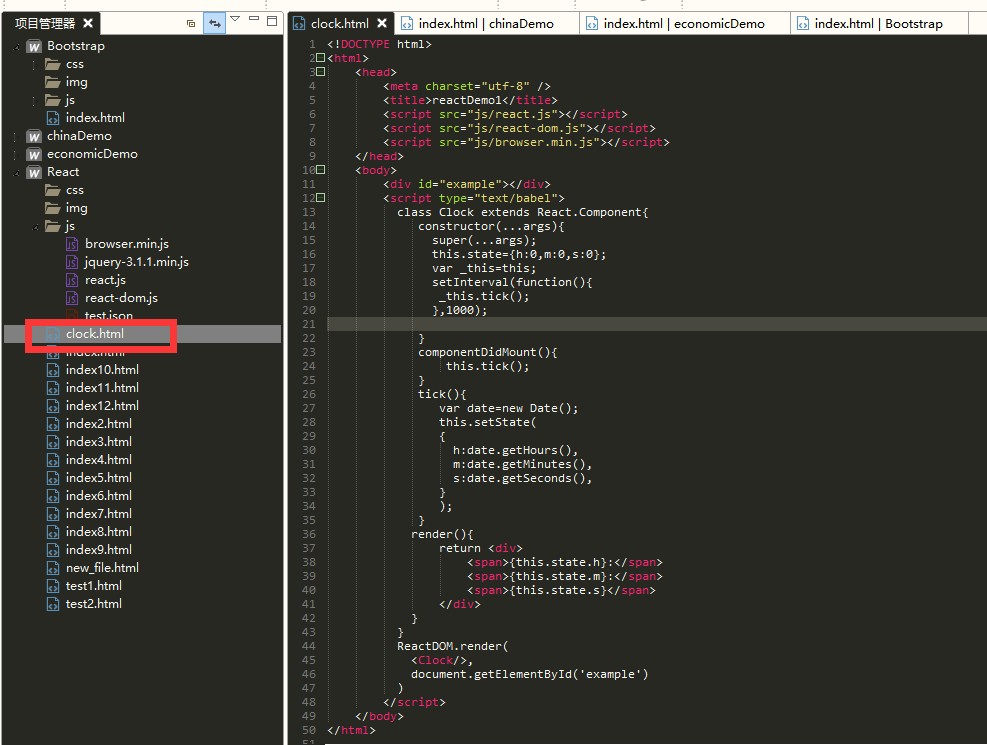 项目管理器
Bootstrap
css
img
js
index.html
chinaDemo
economicDemo
React
css
img
js
browser.min.js
jquery-3.1.1.min.js
react.js
react-dom.js
test.json
clock.html
index.html
index10.html
index11.html
index12.html
index2.html
index3.html
index4.html
index5.html
index6.html
index7.html
index8.html
index9.html
new_file.html
test1.html
test2.html
clock.html
index.html | chinaDemo
index.html | economicDemo
index.html | Bootstrap
1 <!DOCTYPE html>
2 <html>
3 <head>
4 <meta charset="utf-8" />
5 <title>reactDemo1</title>
6 <script src="js/react.js"></script>
7 <script src="js/react-dom.js"></script>
8 <script src="js/browser.min.js"></script>
9 </head>
10 <body>
11 <div id="example"></div>
12 <script type="text/babel">
13 class Clock extends React.Component{
14 constructor(...args){
15 super(...args);
16 this.state={h:0,m:0,s:0};
17 var _this=this;
18 setInterval(function(){
19 _this.tick();
20 },1000);
21
22 }
23 componentDidMount(){
24 this.tick();
25 }
26 tick(){
27 var date=new Date();
28 this.setState(
29 {
30 h:date.getHours(),
31 m:date.getMinutes(),
32 s:date.getSeconds(),
33 }
34 );
35 }
36 render(){
37 return <div>
38 <span>{this.state.h}:</span>
39 <span>{this.state.m}:</span>
40 <span>{this.state.s}</span>
41 </div>
42 }
43 }
44 ReactDOM.render(
45 <Clock/>,
46 document.getElementById('example')
47 )
48 </script>
49 </body>
50 </html>
51